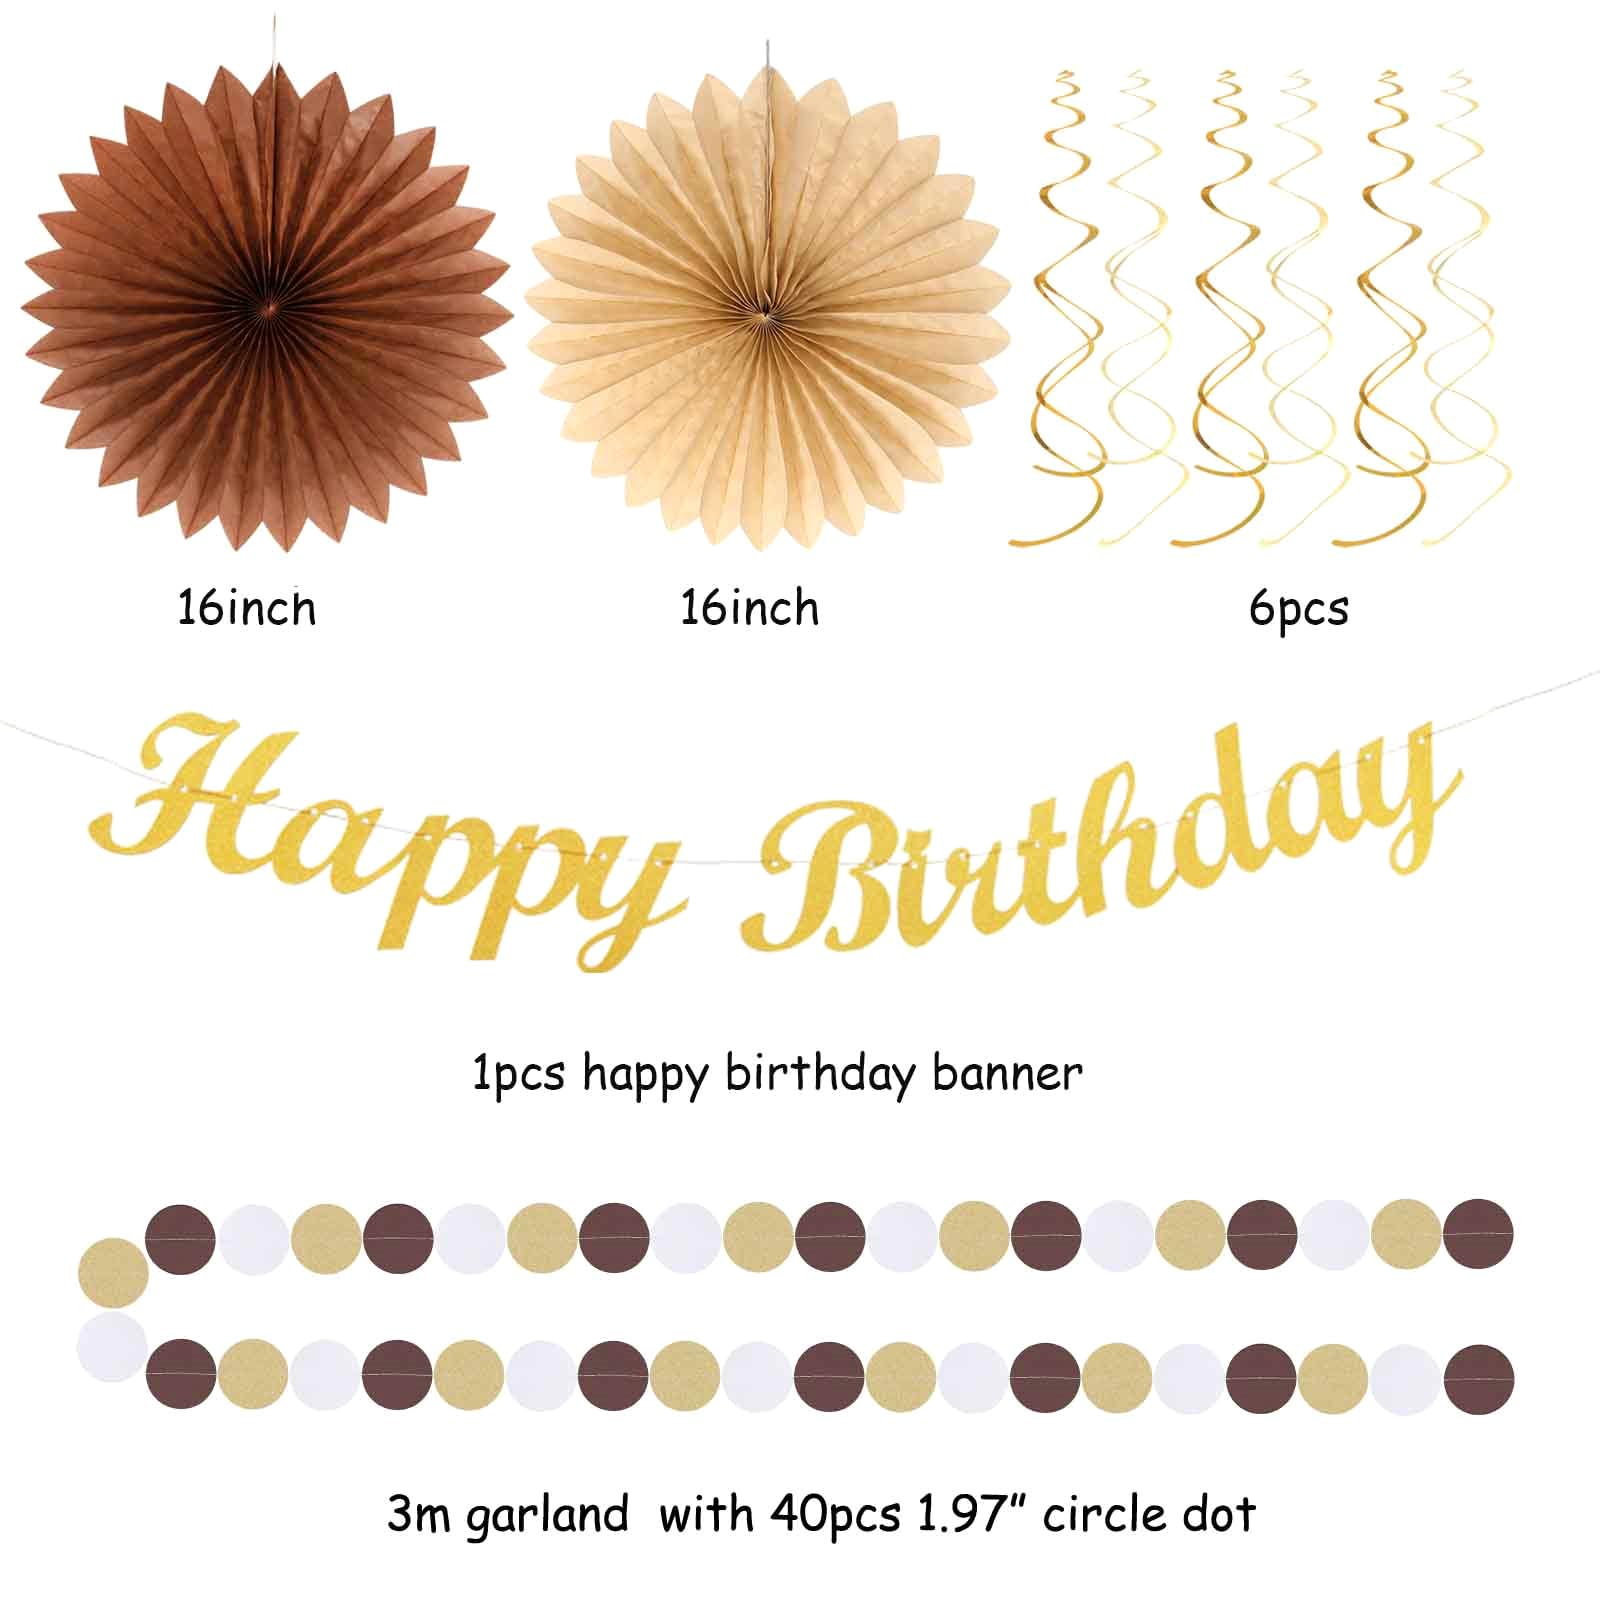 16inch
16inch
6pcs
Happy Birthday
1pcs happy birthday banner
3m garland with 40pcs 1.97" circle dot